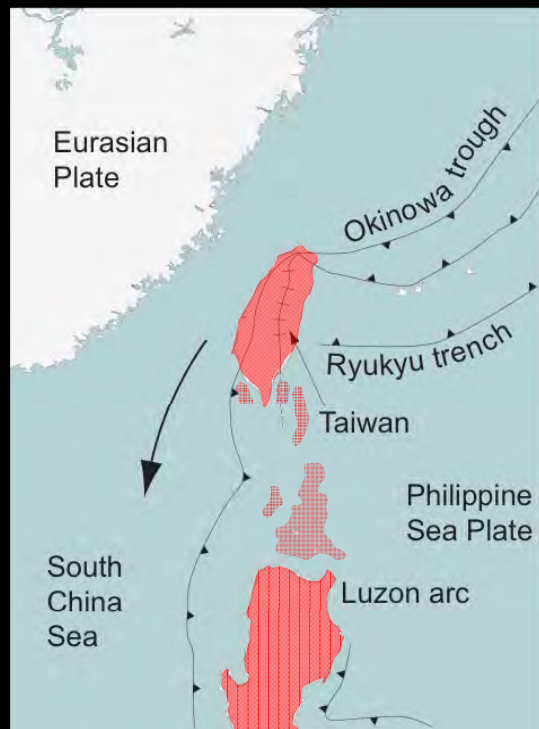 Eurasian
Plate
Okinowa trough
Ryukyu trench
Taiwan
Philippine
Sea Plate
South
China
Sea
Luzon arc